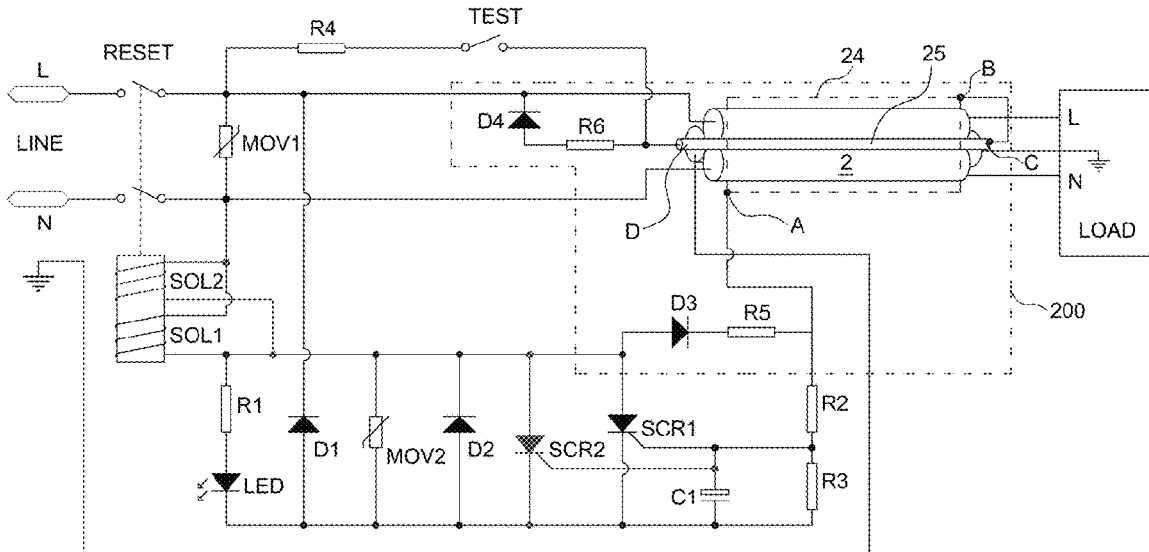 TEST
R4
RESET
24
25
B
L
D4
R6
L
LINE
MOV1
C
2
N
N
D
A
LOAD
SOL2
D3
200
R5
SOL1
R1
R2
D1
MOV2
D2
SCR2
SCR1
LED
C1
R3